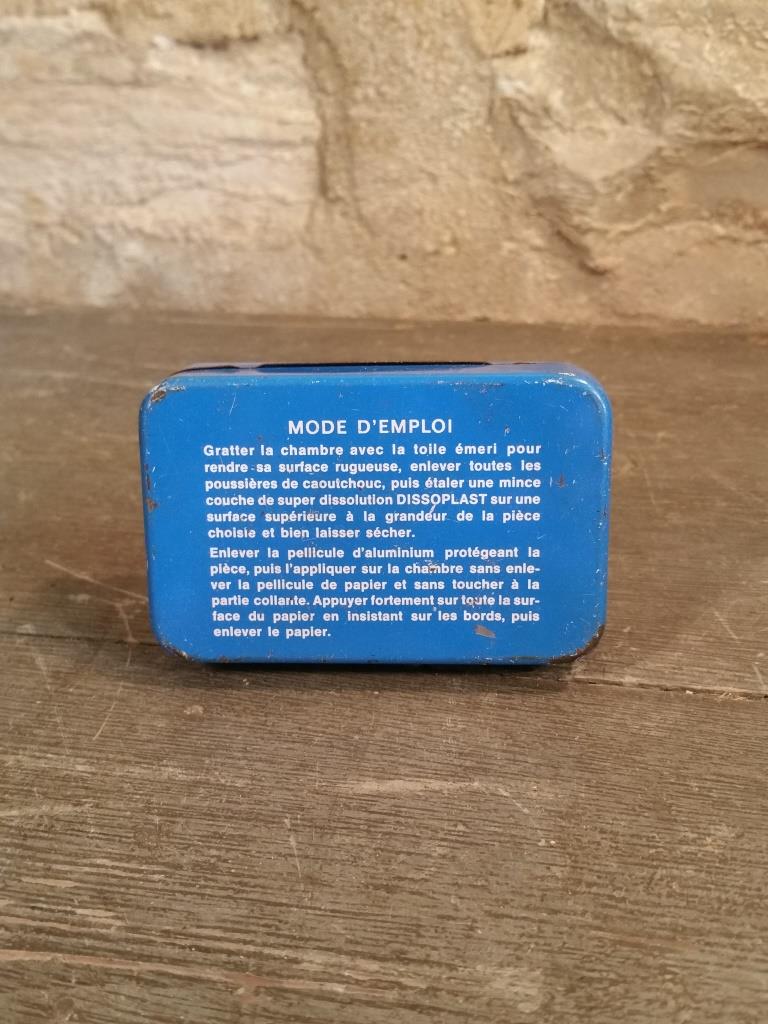 MODE D'EMPLOI
Gratter la chambre avec la toile émeri pour
rendre sa surface rugueuse, enlever toutes les
poussières de caoutchouc, puis étaler une mince
couche de super dissolution DISSOPLAST sur une
surface supérieure à la grandeur de la pièce
choisie et bien laisser sécher.
Enlever la pellicule d'aluminium protégeant la
pièce, puis l'appliquer sur la chambre sans enle-
ver la pellicule de papier et sans toucher à la
partie collante. Appuyer fortement sur toute la sur-
face du papier en insistant sur les bords, puis
enlever le papier.